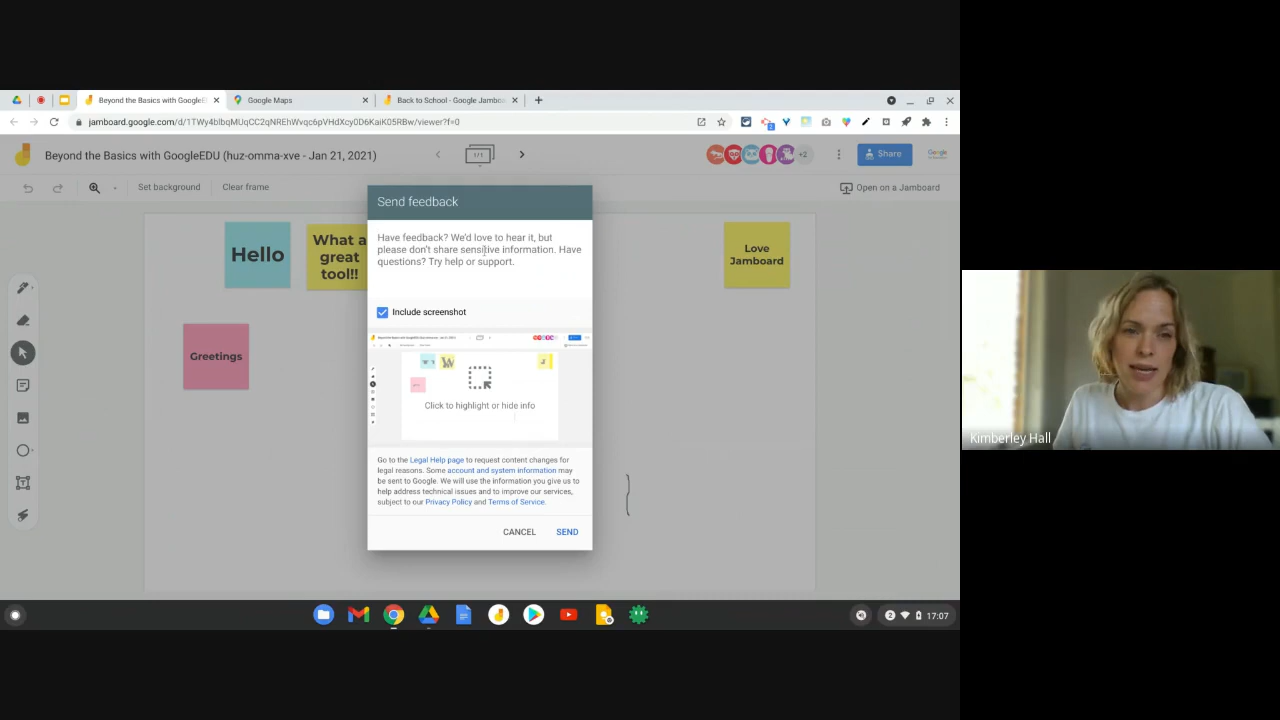 Beyond the Basics with GoogleE
Google Maps
Back to School - Google Jambo
jamboard.google.com/d/1TWy4bIbqMUqCC2qNREhWvqc6pVHdXcy0D6KaiK05RBw/viewer?f=0
Beyond the Basics with GoogleEDU (huz-omma-xve - Jan 21, 2021)
1/1
+2
Share
Set background
Clear frame
Open on a Jamboard
Send feedback
Have feedback? We'd love to hear it, but
please don't share sensitive information. Have
questions? Try help or support.
Hello
What a
great
tool!!
Love
Jamboard
Greetings
Include screenshot
Click to highlight or hide info
Go to the Legal Help page to request content changes for
legal reasons. Some account and system information may
be sent to Google. We will use the information you give us to
help address technical issues and to improve our services,
subject to our Privacy Policy and Terms of Service.
CANCEL
SEND
Kimberley Hall
2
17:07